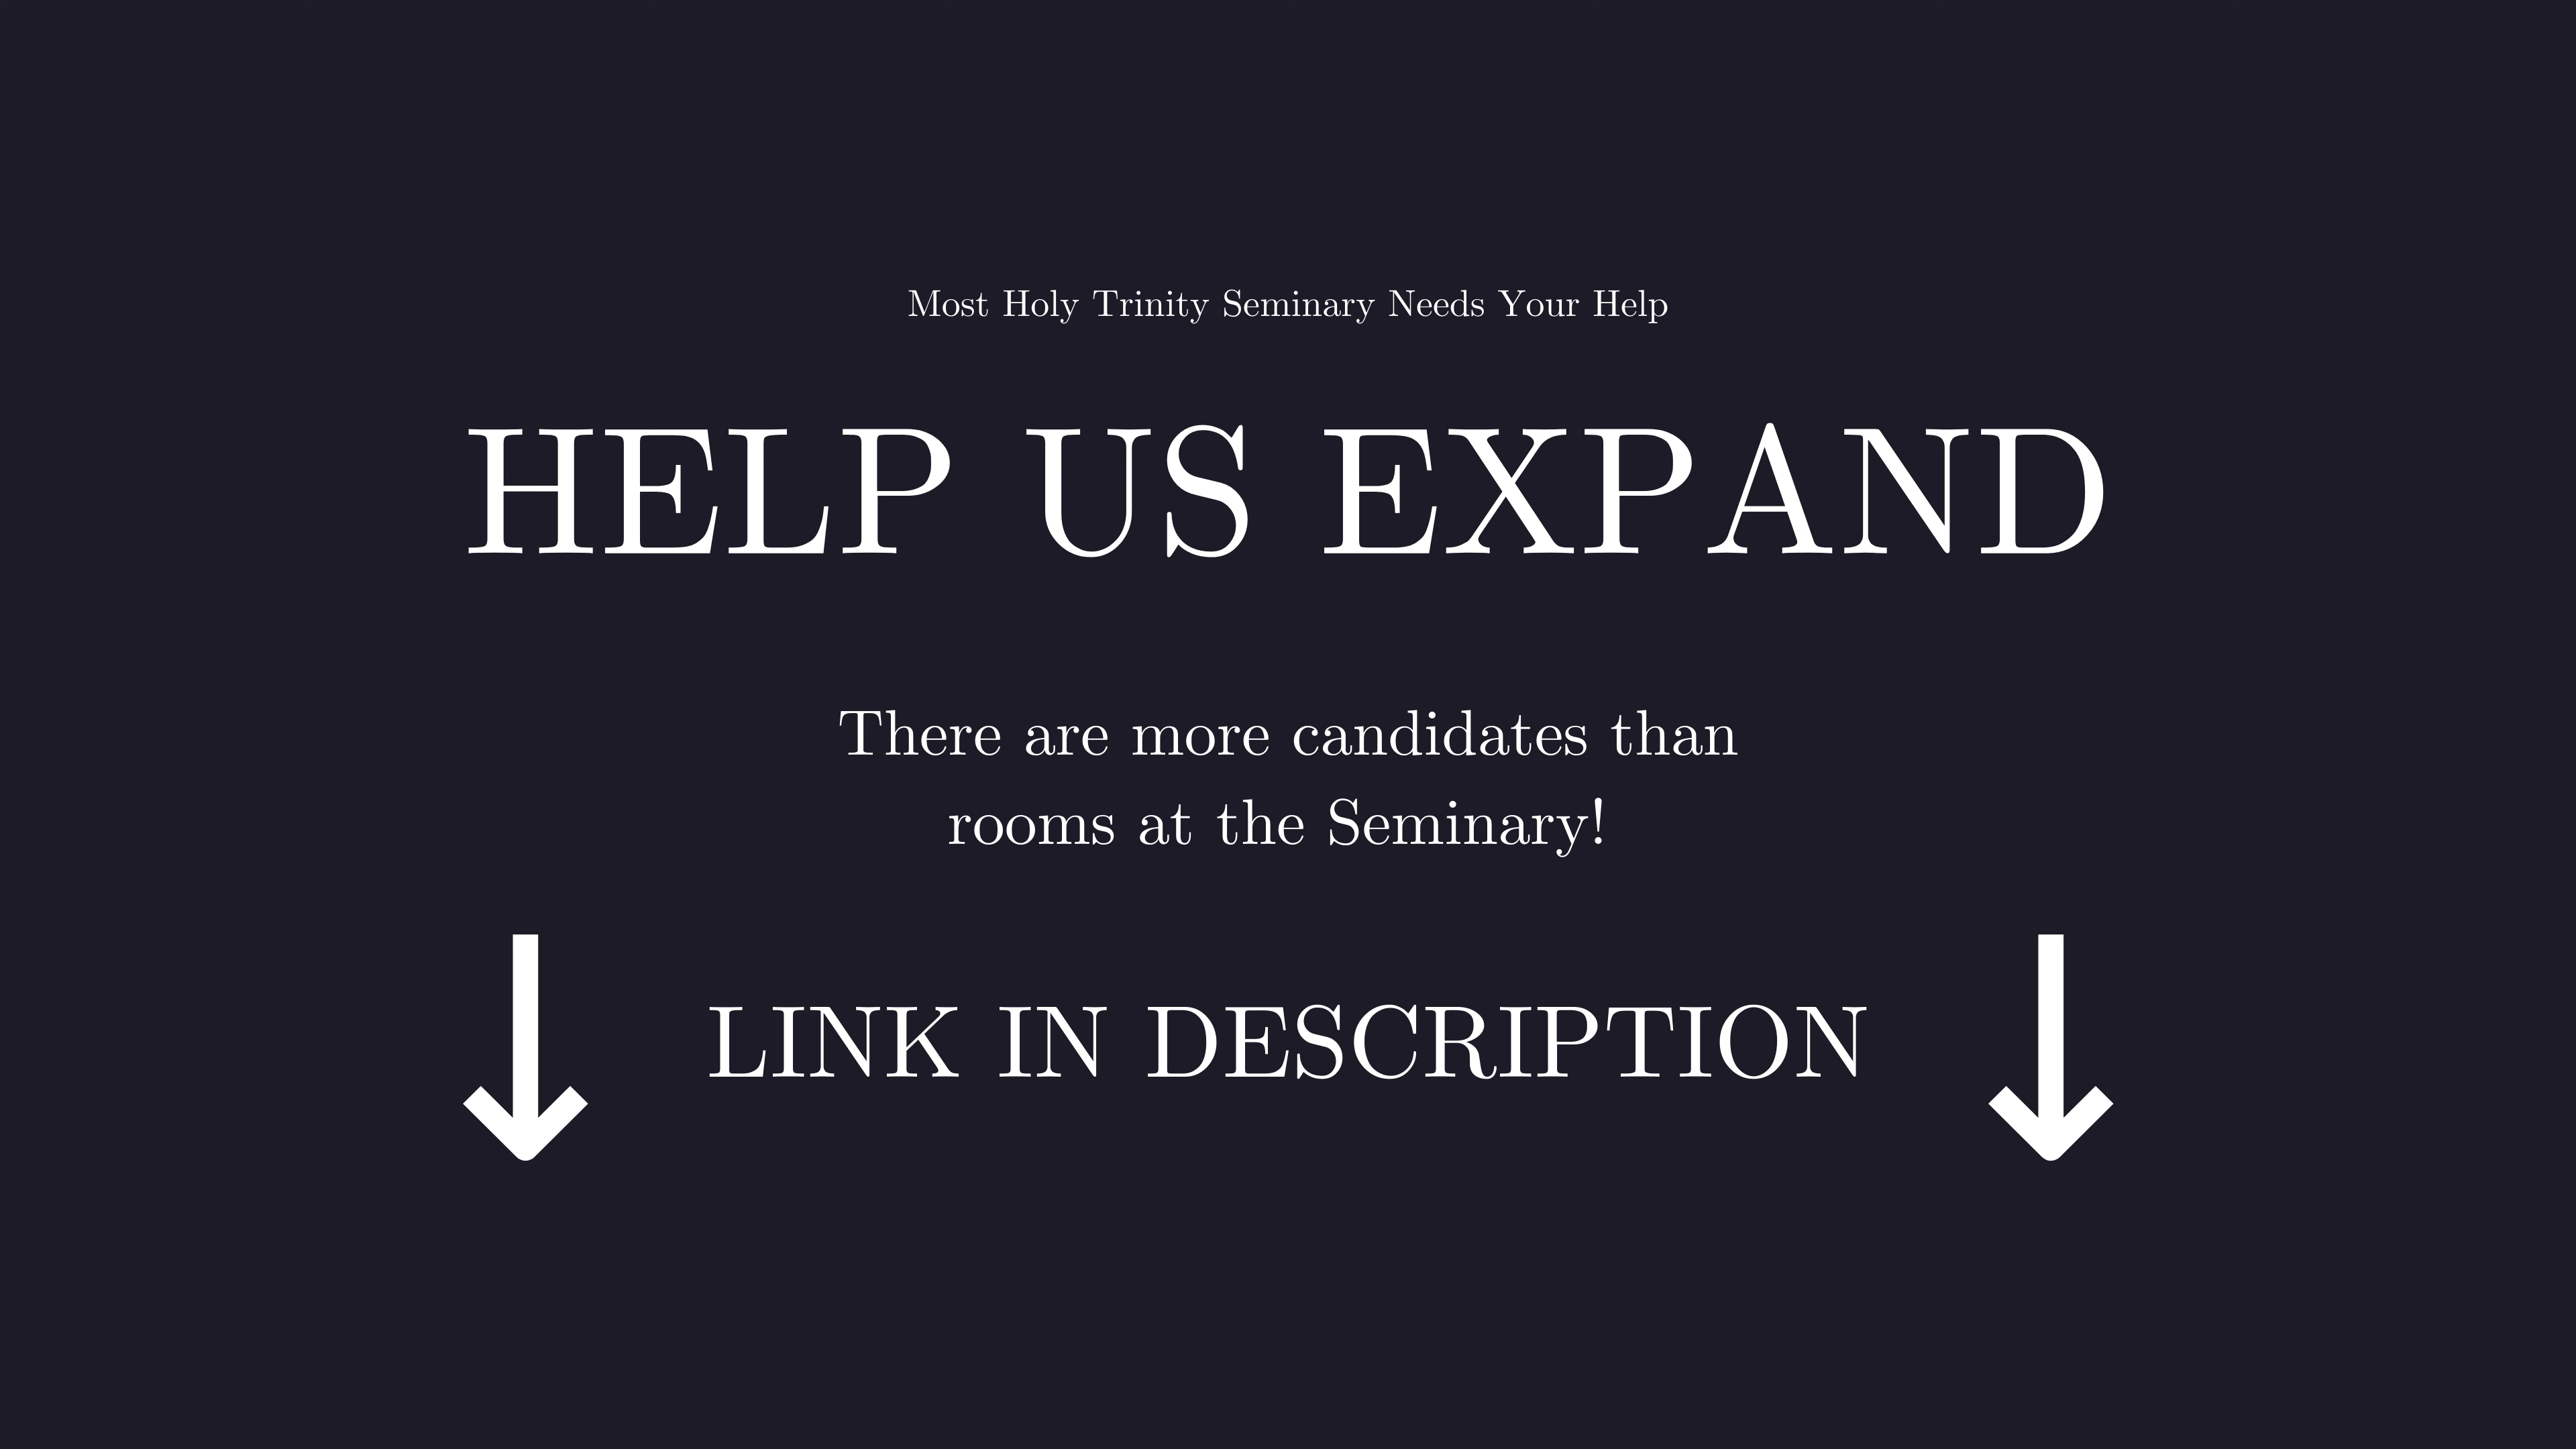 Most Holy Trinity Seminary Needs Your Help
HELP US EXPAND
There are more candidates than
rooms at the Seminary!
LINK IN DESCRIPTION